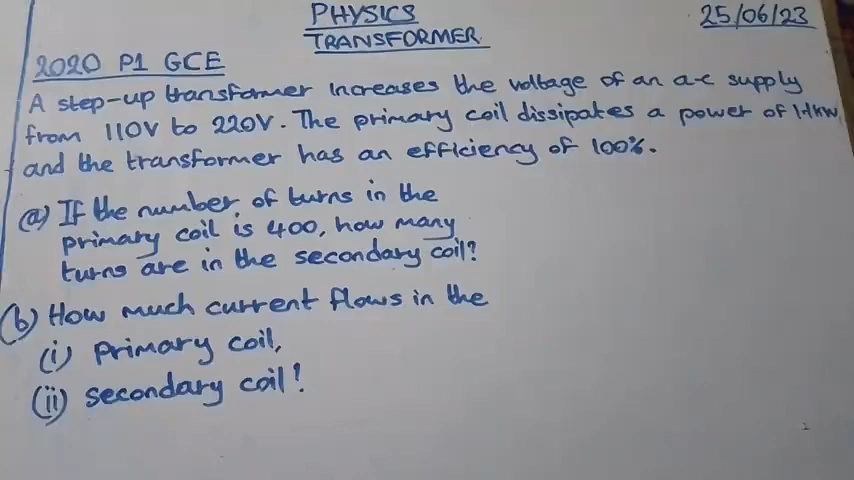 PHYSICS
25/06/23
TRANSFORMER
2020 P1 GCE
A step-up transformer increases the voltage of an a-c supply
from 110V to 220V. The primary coil dissipates a power of 1.1kW,
and the transformer has an efficiency of 100%.
(a) If the number of turns in the
primary coil is 400, how many
turns are in the secondary coil?
(b) How much current flows in the
(i) primary coil,
(ii) secondary coil?